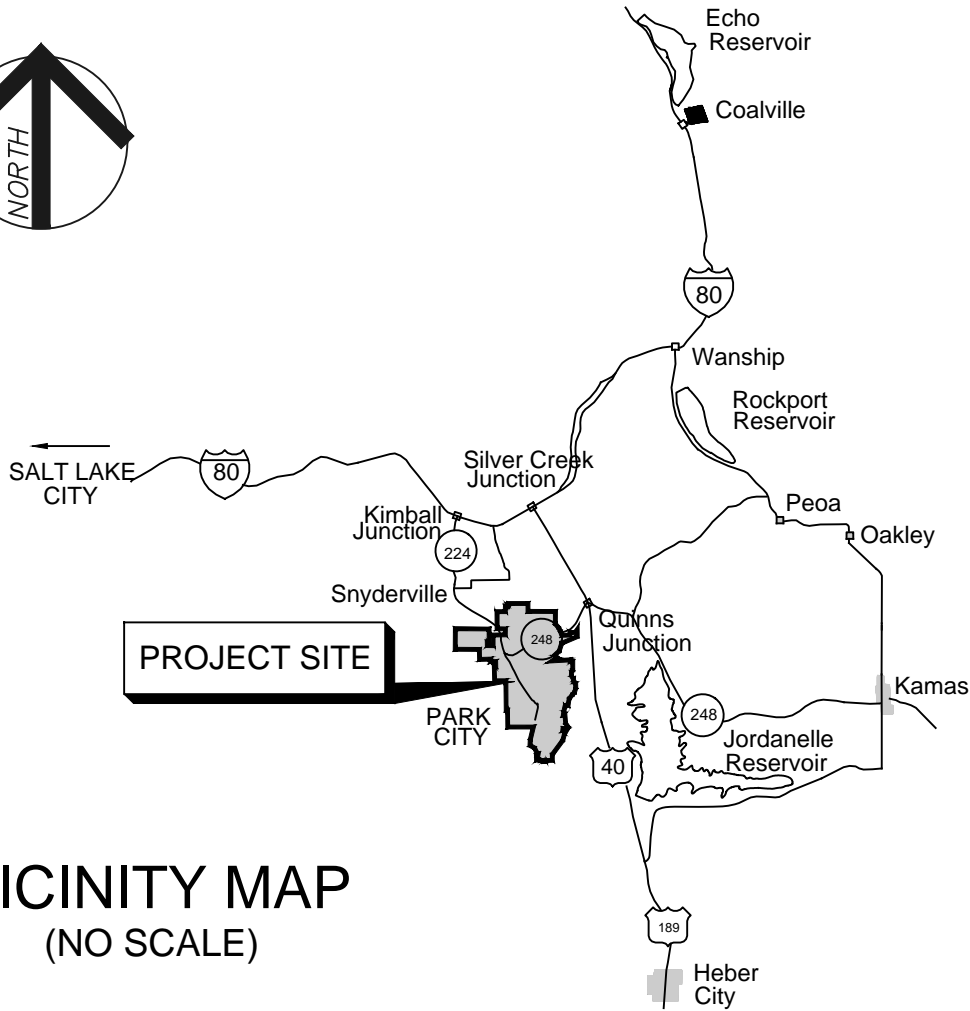 Echo
Reservoir
Coalville
NORTH
80
Wanship
Rockport
Reservoir
SALT LAKE
CITY
80
Silver Creek
Junction
Kimball
Junction
224
Peoa
Oakley
Snyderville
248
Quinns
Junction
PROJECT SITE
Kamas
PARK
CITY
248
Jordanelle
Reservoir
40
ICINITY MAP
(NO SCALE)
189
Heber
City